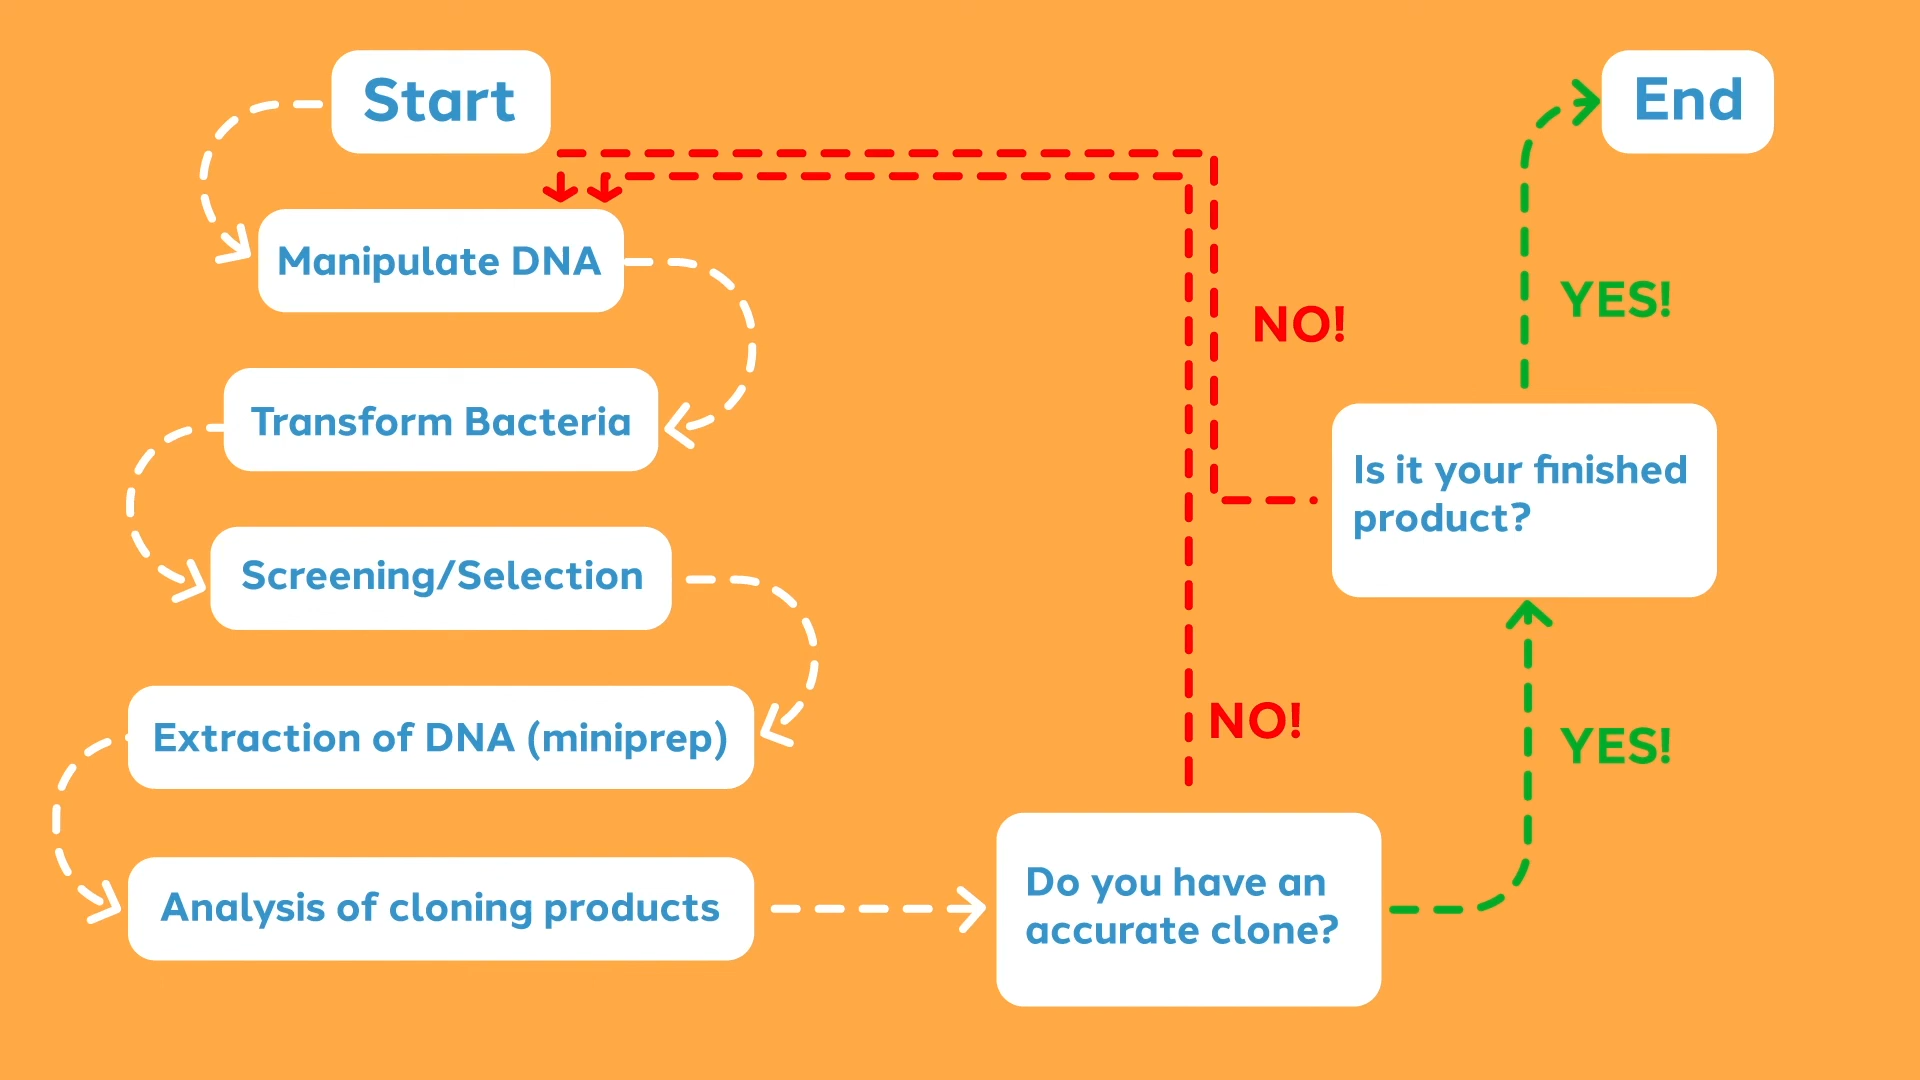 Start
Manipulate DNA
Transform Bacteria
Screening/Selection
Extraction of DNA (miniprep)
Analysis of cloning products
Do you have an
accurate clone?
NO!
YES!
Is it your finished
product?
NO!
YES!
End